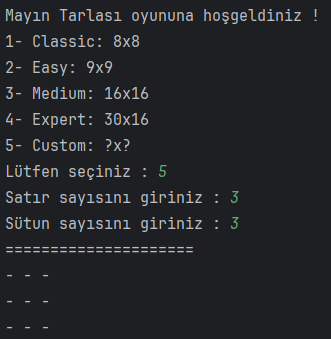 Mayın Tarlası oyununa hoşgeldiniz !
1- Classic: 8x8
2- Easy: 9x9
3- Medium: 16x16
4- Expert: 30x16
5- Custom: ?x?
Lütfen seçiniz : 5
Satır sayısını giriniz : 3
Sütun sayısını giriniz : 3
=====================
- - -
- - -
- - -